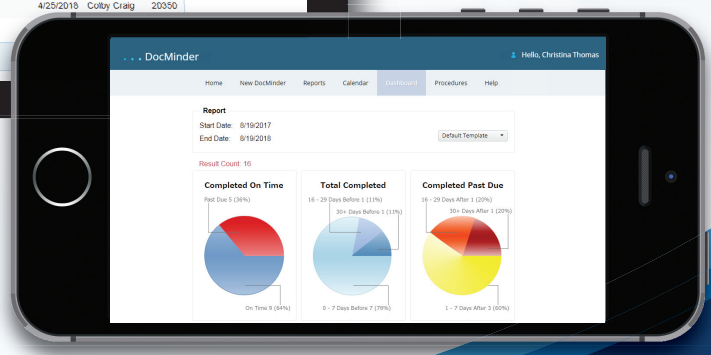 4/25/2018 Colby Craig 20350
... DocMinder
Hello, Christina Thomas
Home New DocMinder Reports Calendar Dashboard Procedures Help
Report
Start Date: 8/19/2017
End Date: 8/19/2018
Default Template
Result Count: 16
Completed On Time
Past Due 5 (36%)
On Time 9 (64%)
Total Completed
16 - 29 Days Before 1 (11%)
30+ Days Before 1 (11%)
0 - 7 Days Before 7 (78%)
Completed Past Due
16 - 29 Days After 1 (20%)
30+ Days After 1 (20%)
1 - 7 Days After 3 (60%)